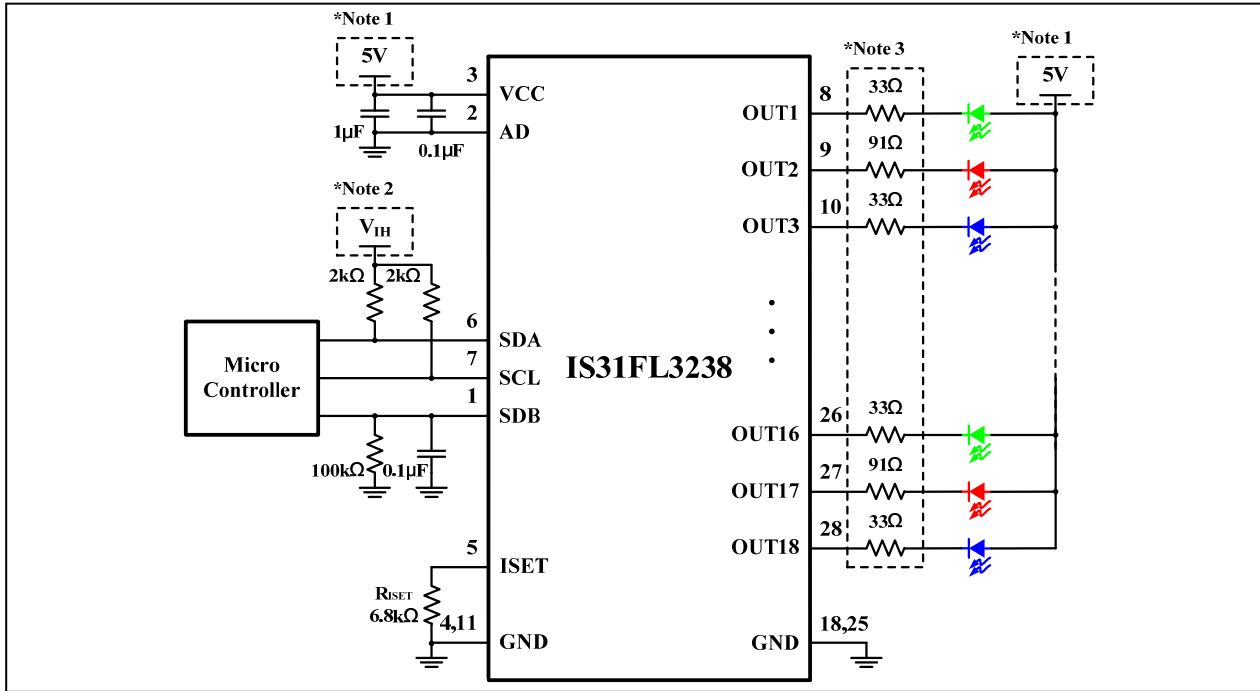 *Note 1
5V
3
VCC
2
AD
1μF
0.1μF
*Note 2
VIH
2kΩ
2kΩ
6
SDA
7
SCL
1
SDB
Micro
Controller
100kΩ
0.1μF
5
ISET
RISET
6.8kΩ
4,11
GND
IS31FL3238
*Note 3
*Note 1
5V
OUT1
8
33Ω
OUT2
9
91Ω
OUT3
10
33Ω
OUT16
26
33Ω
OUT17
27
91Ω
OUT18
28
33Ω
GND
18,25